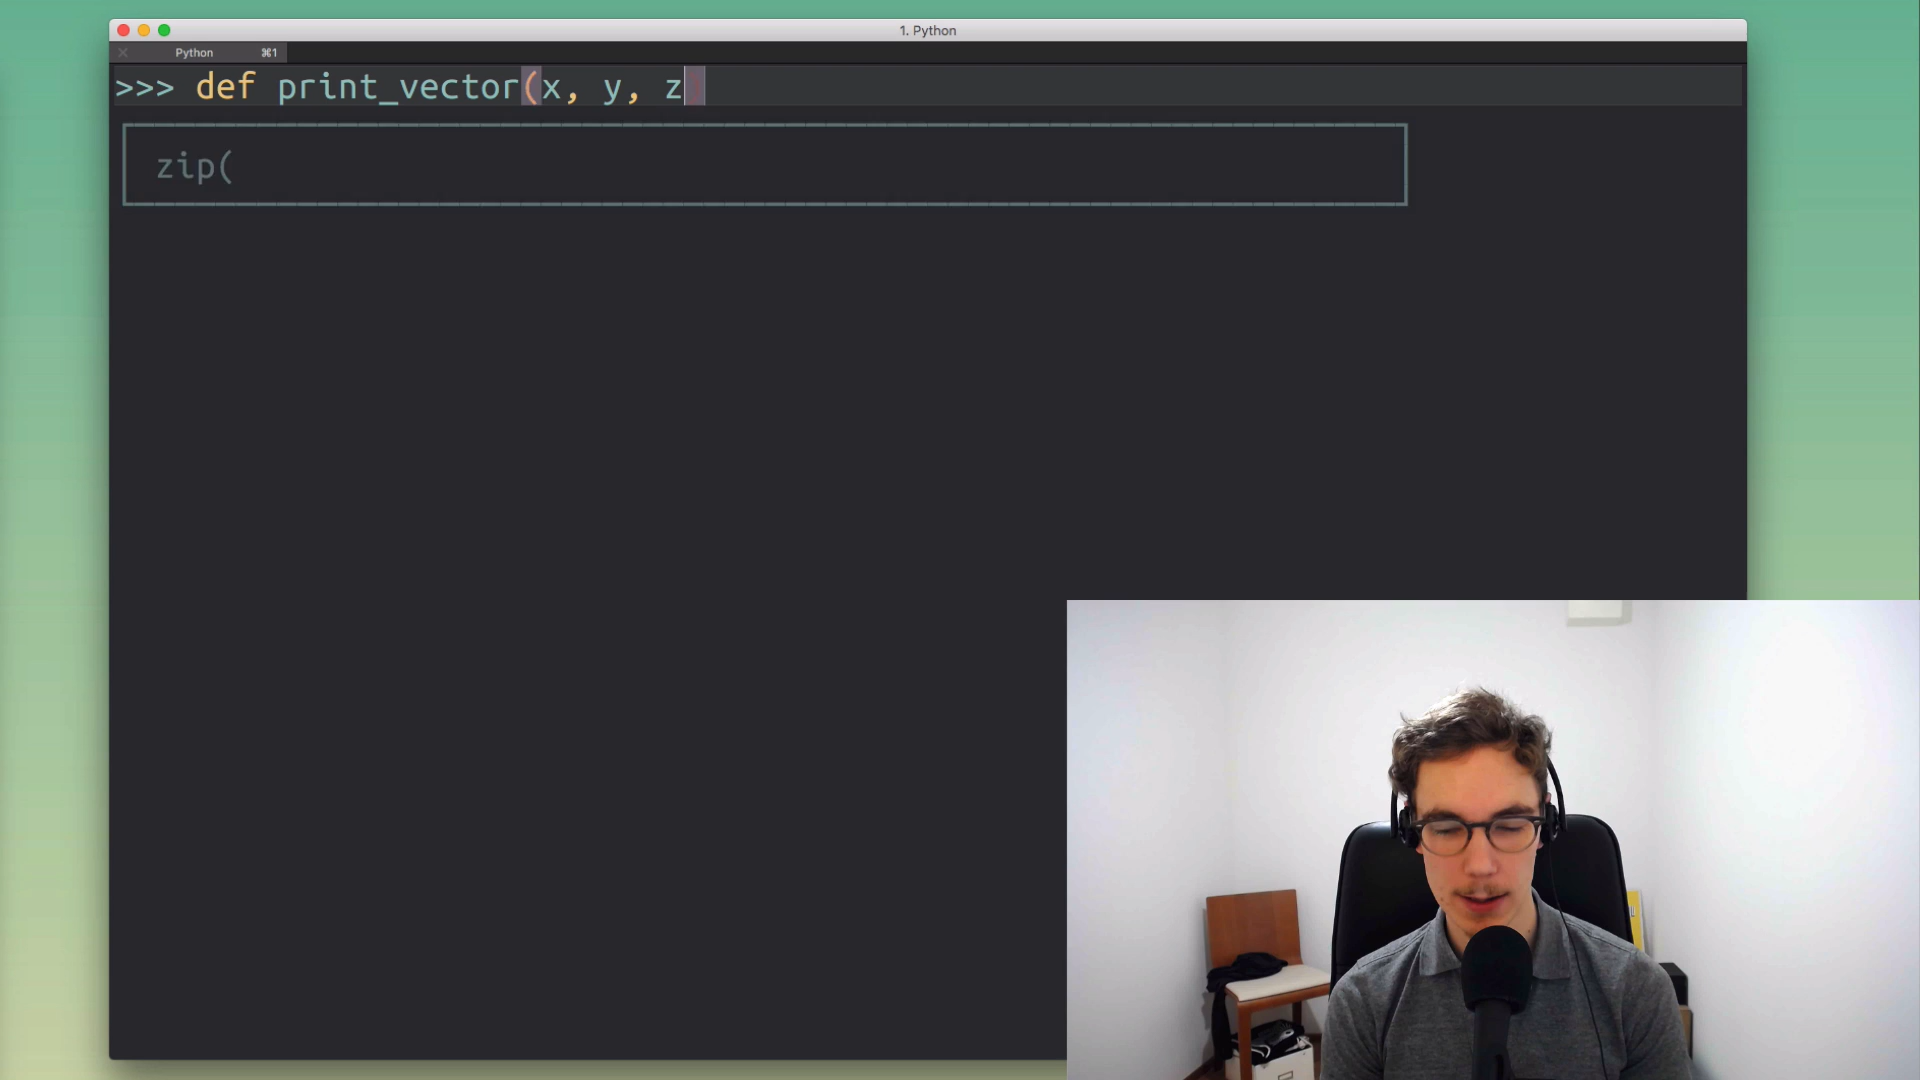 1. Python
Python ⌘1
>>> def print_vector(x, y, z)
zip(